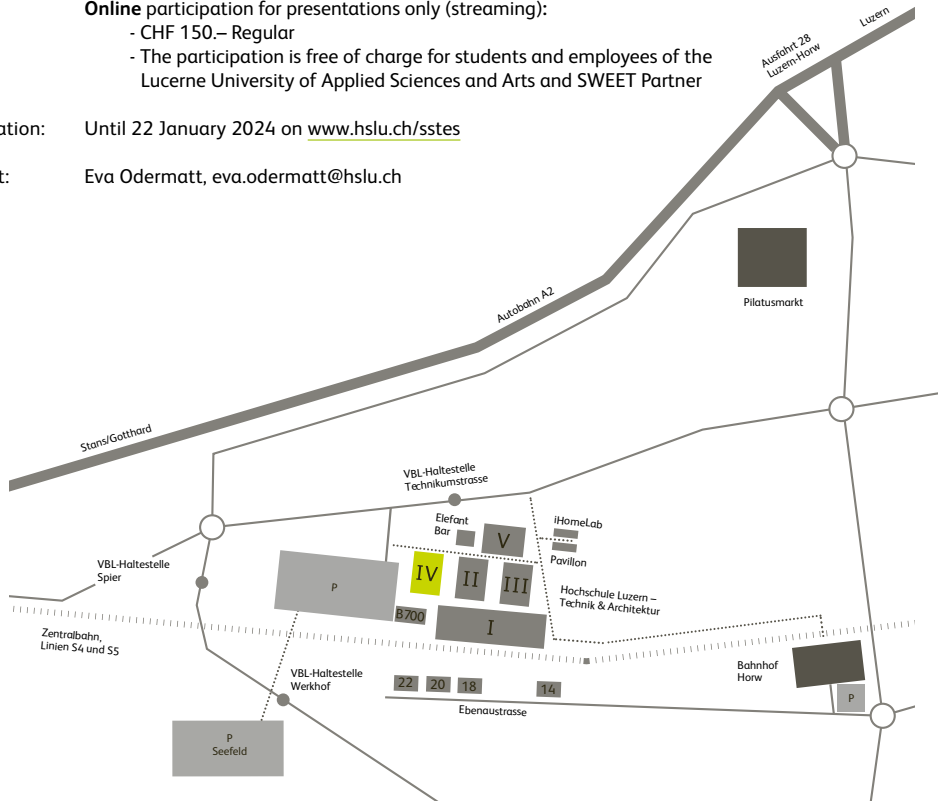 Online participation for presentations only (streaming):
- CHF 150.– Regular
- The participation is free of charge for students and employees of the
Lucerne University of Applied Sciences and Arts and SWEET Partner
ation: Until 22 January 2024 on www.hslu.ch/sstes
t: Eva Odermatt, eva.odermatt@hslu.ch
Luzern
Ausfahrt 28
Luzern-Horw
Pilatusmarkt
Autobahn A2
Stans/Gotthard
VBL-Haltestelle
Technikumstrasse
Elefant
Bar
V
iHomeLab
Pavillon
VBL-Haltestelle
Spier
P
IV
II
III
Hochschule Luzern –
Technik & Architektur
B700
I
Zentralbahn,
Linien S4 und S5
Bahnhof
Horw
P
VBL-Haltestelle
Werkhof
22
20
18
14
Ebenaustrasse
P
Seefeld